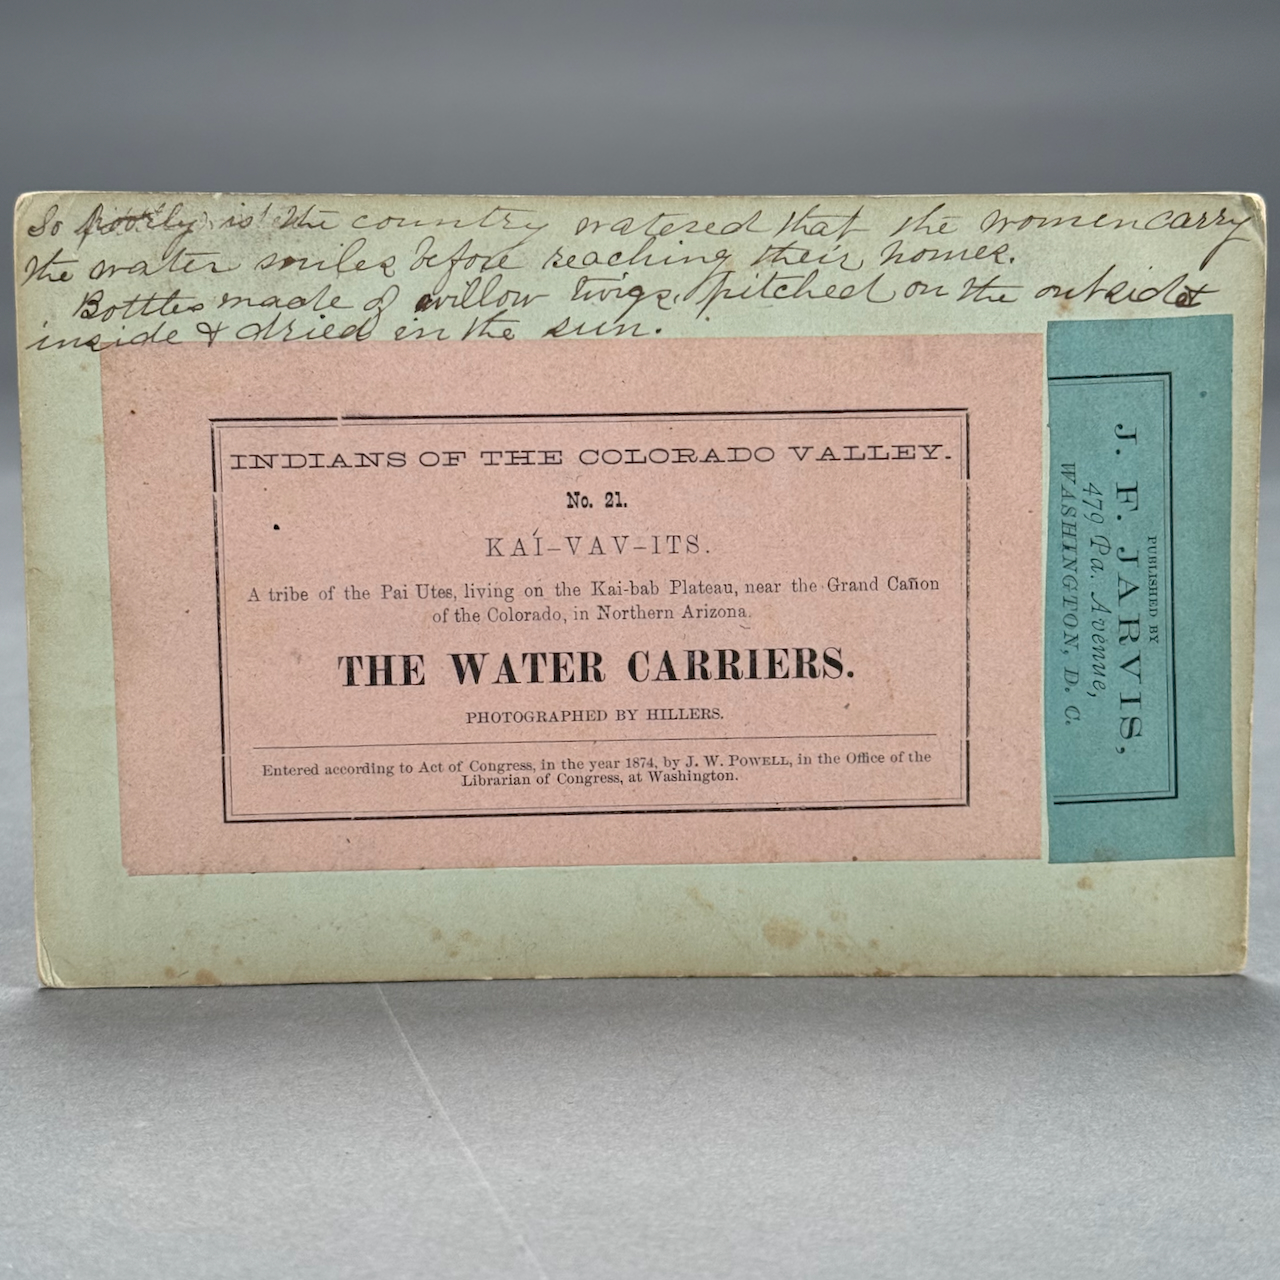 So poorly is the country watered that the women carry
the water miles before reaching their homes.
Bottles made of willow twigs, pitched on the outside &
inside & dried in the sun.
INDIANS OF THE COLORADO VALLEY.
No. 21.
KAÍ-VAV-ITS.
A tribe of the Pai Utes, living on the Kai-bab Plateau, near the Grand Cañon
of the Colorado, in Northern Arizona.
THE WATER CARRIERS.
PHOTOGRAPHED BY HILLERS.
Entered according to Act of Congress, in the year 1874, by J. W. POWELL, in the Office of the
Librarian of Congress, at Washington.
PUBLISHED BY
J. F. JARVIS,
479 Pa. Avenue,
WASHINGTON, D. C.